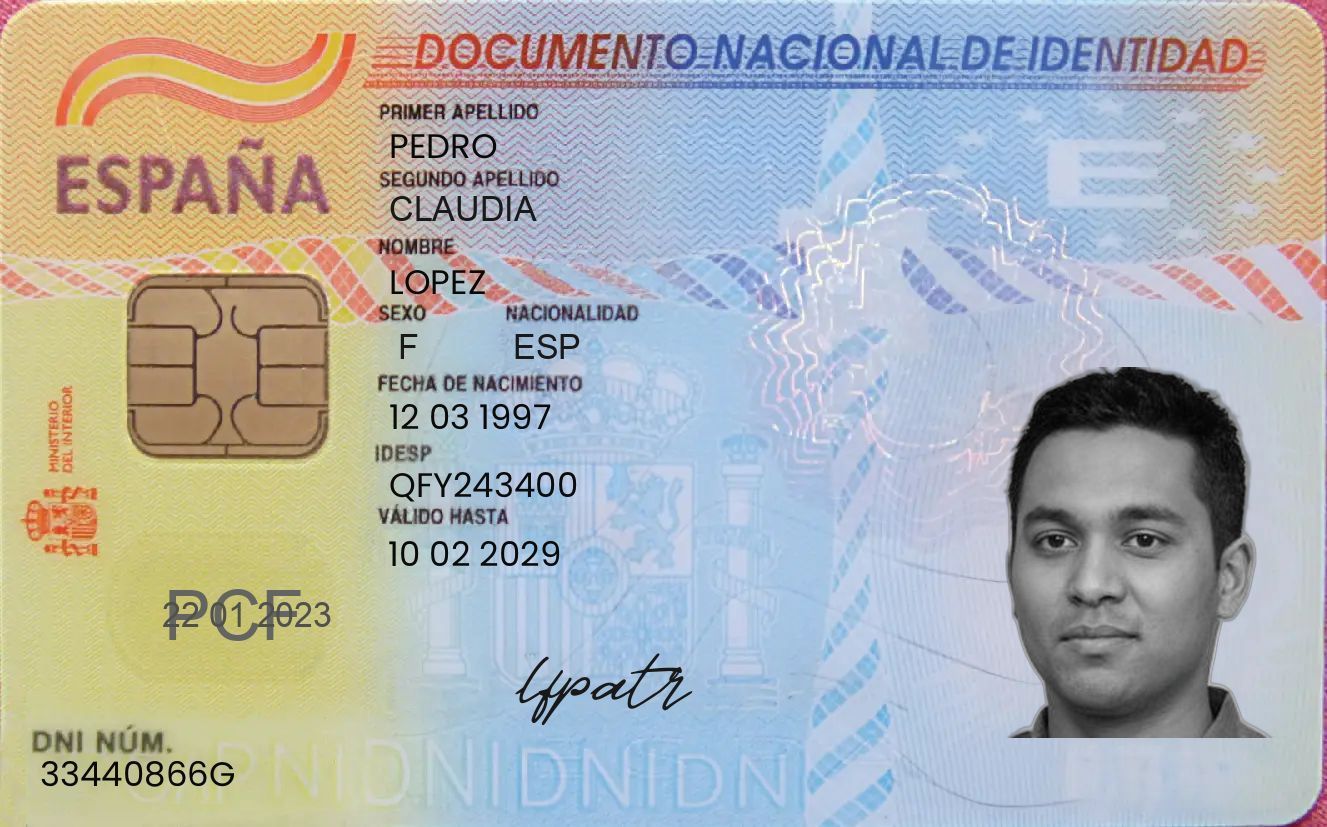 DOCUMENTO NACIONAL DE IDENTIDAD
ESPAÑA
PRIMER APELLIDO
PEDRO
SEGUNDO APELLIDO
CLAUDIA
NOMBRE
LOPEZ
SEXO NACIONALIDAD
F ESP
FECHA DE NACIMIENTO
12 03 1997
IDESP
QFY243400
VÁLIDO HASTA
10 02 2029
MINISTERIO
DEL INTERIOR
E
PCF
22 01 2023
lfpatr
DNI NÚM.
33440866G
DNIDNIDNIDN